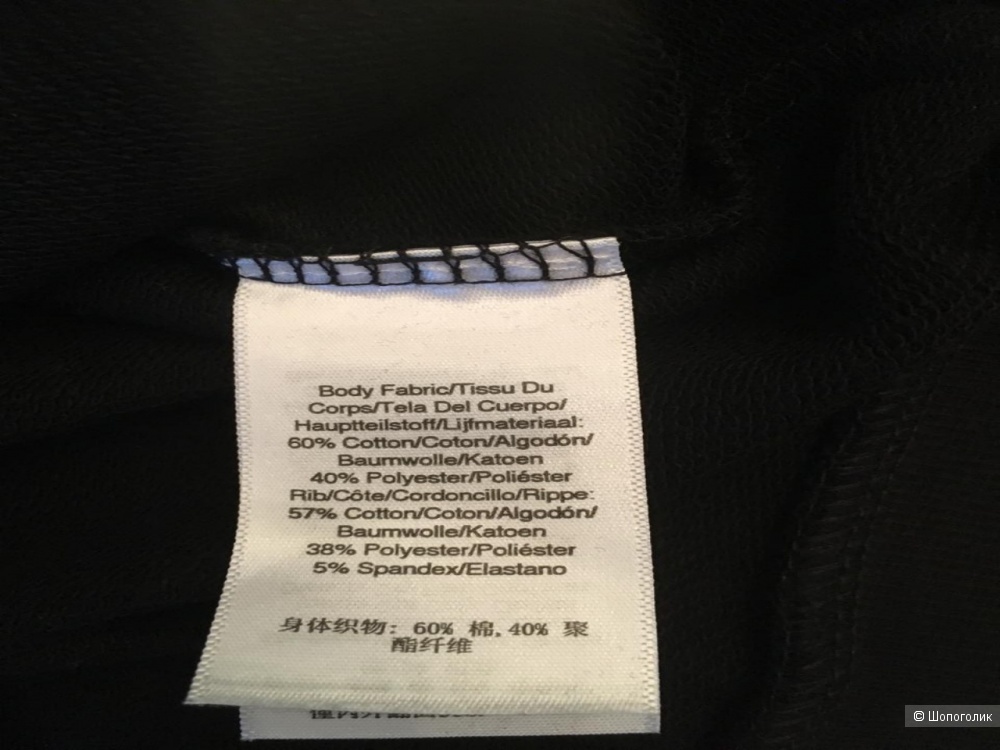 Body Fabric/Tissu Du
Corps/Tela Del Cuerpo/
Hauptteilstoff/Lijfmateriaal:
60% Cotton/Coton/Algodón/
Baumwolle/Katoen
40% Polyester/Poliéster
Rib/Côte/Cordoncillo/Rippe:
57% Cotton/Coton/Algodón/
Baumwolle/Katoen
38% Polyester/Poliéster
5% Spandex/Elastano
身体织物: 60% 棉, 40% 聚
酯纤维
© Шопоголик